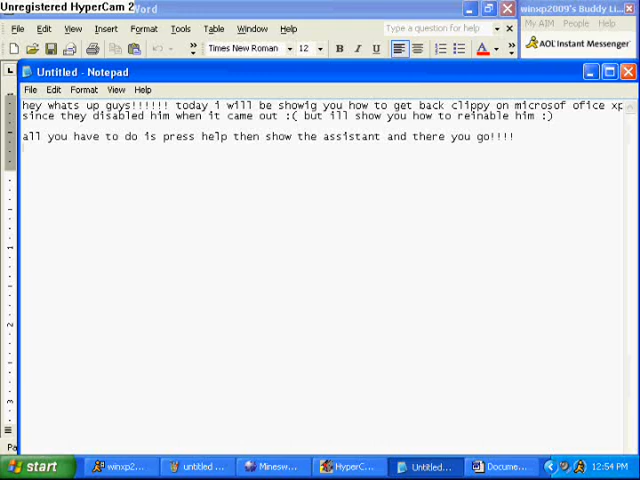 Unregistered HyperCam 2
Word
winxp2009's Buddy Li...
File Edit View Insert Format Tools Table Window Help
Type a question for help
My AIM People Help
Times New Roman 12 B A
AOL Instant Messenger
Untitled - Notepad
File Edit Format View Help
hey whats up guys!!!!!! today i will be showig you how to get back clippy on microsof ofice xp
since they disabled him when it came out :( but ill show you how to reinable him :)
all you have to do is press help then show the assistant and there you go!!!!
1
2
3
Pa
start winxp2... untitled ... Minesw... HyperC... Untitled... Docume... 12:54 PM